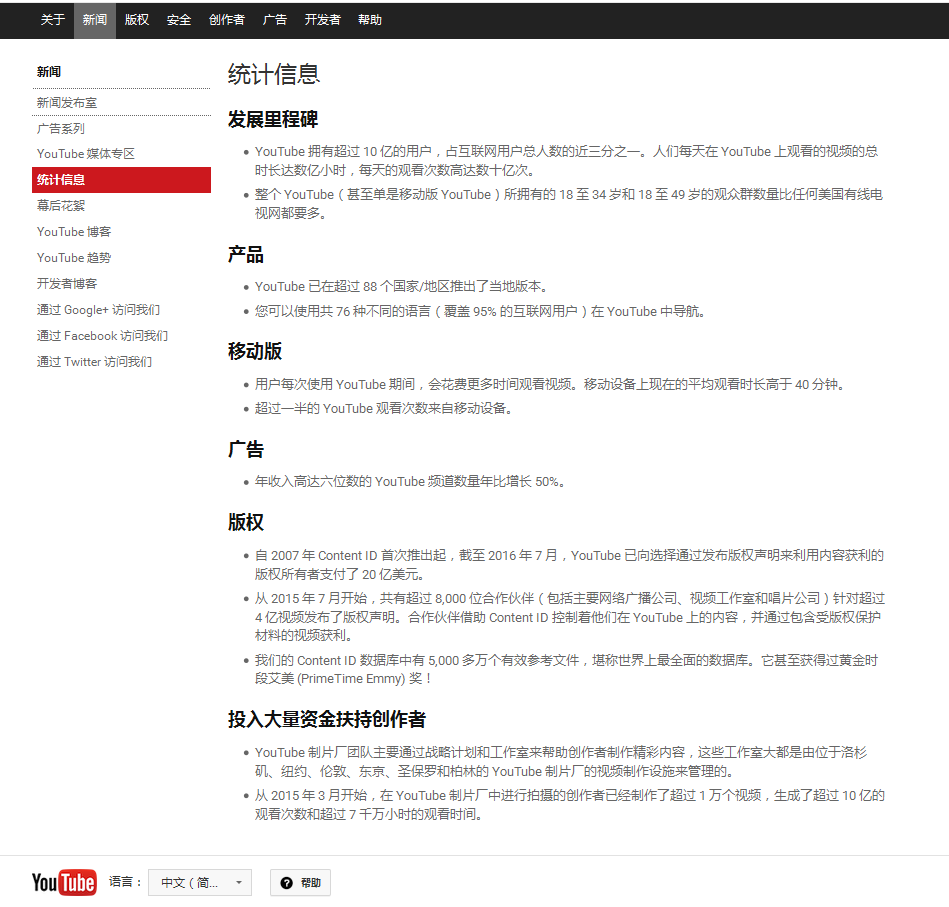 关于 新闻 版权 安全 创作者 广告 开发者 帮助
新闻
新闻发布室
广告系列
YouTube 媒体专区
统计信息
幕后花絮
YouTube 博客
YouTube 趋势
开发者博客
通过 Google+ 访问我们
通过 Facebook 访问我们
通过 Twitter 访问我们
统计信息
发展里程碑
YouTube 拥有超过 10 亿的用户，占互联网用户总人数的近三分之一。人们每天在 YouTube 上观看的视频的总
时长达数亿小时，每天的观看次数高达数十亿次。
整个 YouTube（甚至单是移动版 YouTube）所拥有的 18 至 34 岁和 18 至 49 岁的观众群数量比任何美国有线电
视网都要多。
产品
YouTube 已在超过 88 个国家/地区推出了当地版本。
您可以使用共 76 种不同的语言（覆盖 95% 的互联网用户）在 YouTube 中导航。
移动版
用户每次使用 YouTube 期间，会花费更多时间观看视频。移动设备上现在的平均观看时长高于 40 分钟。
超过一半的 YouTube 观看次数来自移动设备。
广告
年收入高达六位数的 YouTube 频道数量年比增长 50%。
版权
自 2007 年 Content ID 首次推出起，截至 2016 年 7 月，YouTube 已向选择通过发布版权声明来利用内容获利的
版权所有者支付了 20 亿美元。
从 2015 年 7 月开始，共有超过 8,000 位合作伙伴（包括主要网络广播公司、视频工作室和唱片公司）针对超过
4 亿视频发布了版权声明。合作伙伴借助 Content ID 控制着他们在 YouTube 上的内容，并通过包含受版权保护
材料的视频获利。
我们的 Content ID 数据库中有 5,000 多万个有效参考文件，堪称世界上最全面的数据库。它甚至获得过黄金时
段艾美 (PrimeTime Emmy) 奖！
投入大量资金扶持创作者
YouTube 制片厂团队主要通过战略计划和工作室来帮助创作者制作精彩内容，这些工作室大都是由位于洛杉
矶、纽约、伦敦、东京、圣保罗和柏林的 YouTube 制片厂的视频制作设施来管理的。
从 2015 年 3 月开始，在 YouTube 制片厂中进行拍摄的创作者已经制作了超过 1 万个视频，生成了超过 10 亿的
观看次数和超过 7 千万小时的观看时间。
YouTube 语言： 中文（简... 帮助